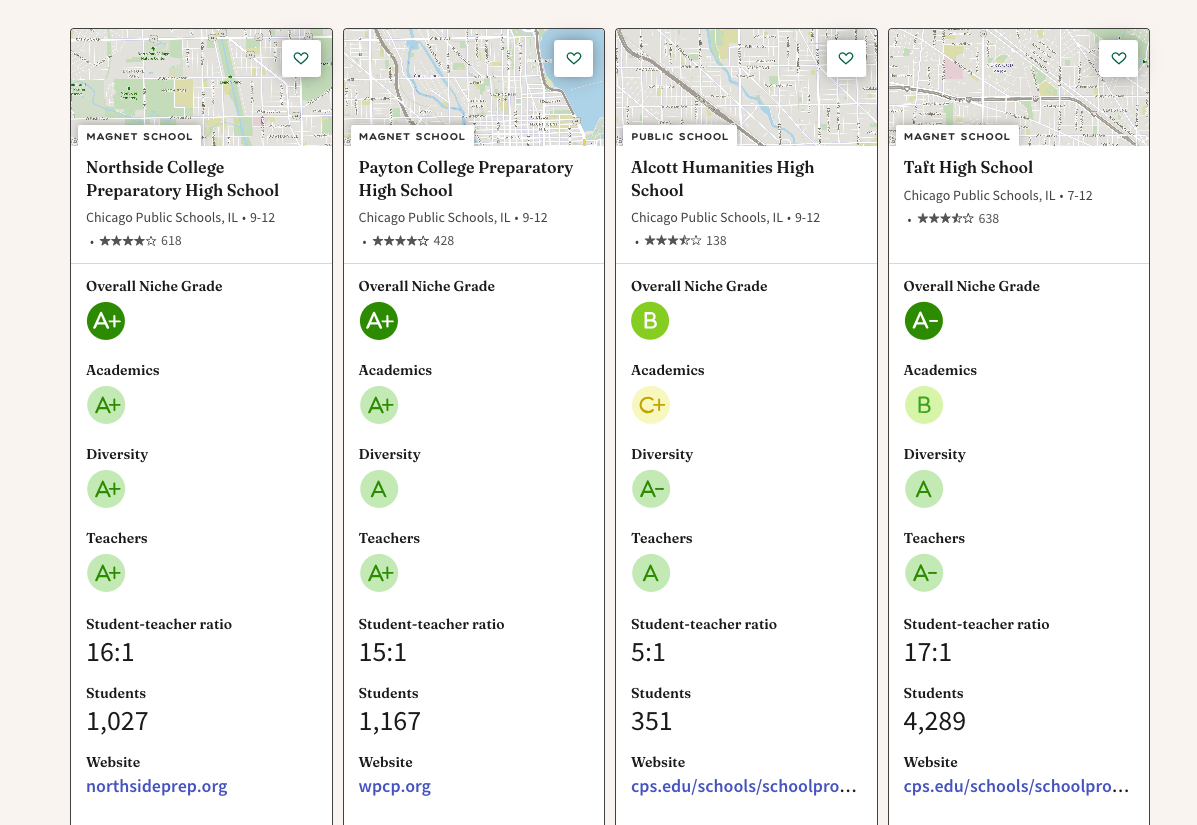 MAGNET SCHOOL
Northside College
Preparatory High School
Chicago Public Schools, IL • 9-12
• ★★★★☆ 618
Overall Niche Grade
A+
Academics
A+
Diversity
A+
Teachers
A+
Student-teacher ratio
16:1
Students
1,027
Website
northsideprep.org
MAGNET SCHOOL
Payton College Preparatory
High School
Chicago Public Schools, IL • 9-12
• ★★★★☆ 428
Overall Niche Grade
A+
Academics
A+
Diversity
A
Teachers
A+
Student-teacher ratio
15:1
Students
1,167
Website
wpcp.org
PUBLIC SCHOOL
Alcott Humanities High
School
Chicago Public Schools, IL • 9-12
• 138
Overall Niche Grade
B
Academics
C+
Diversity
A-
Teachers
A
Student-teacher ratio
5:1
Students
351
Website
cps.edu/schools/schoolpro...
MAGNET SCHOOL
Taft High School
Chicago Public Schools, IL • 7-12
• 638
Overall Niche Grade
A-
Academics
B
Diversity
A
Teachers
A-
Student-teacher ratio
17:1
Students
4,289
Website
cps.edu/schools/schoolpro...